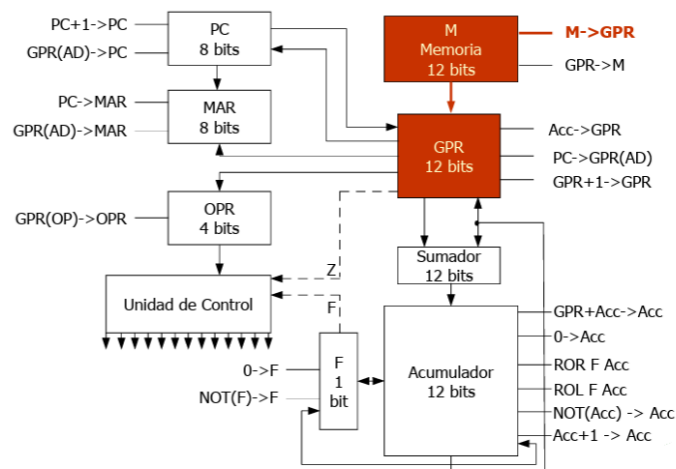 PC+1->PC
GPR(AD)->PC
PC
8 bits
M
Memoria
12 bits
M->GPR
GPR->M
PC->MAR
GPR(AD)->MAR
MAR
8 bits
GPR
12 bits
Acc->GPR
PC->GPR(AD)
GPR+1->GPR
GPR(OP)->OPR
OPR
4 bits
Z
F
Sumador
12 bits
Unidad de Control
0->F
NOT(F)->F
F
1
bit
Acumulador
12 bits
GPR+Acc->Acc
0->Acc
ROR F Acc
ROL F Acc
NOT(Acc) -> Acc
Acc+1 -> Acc